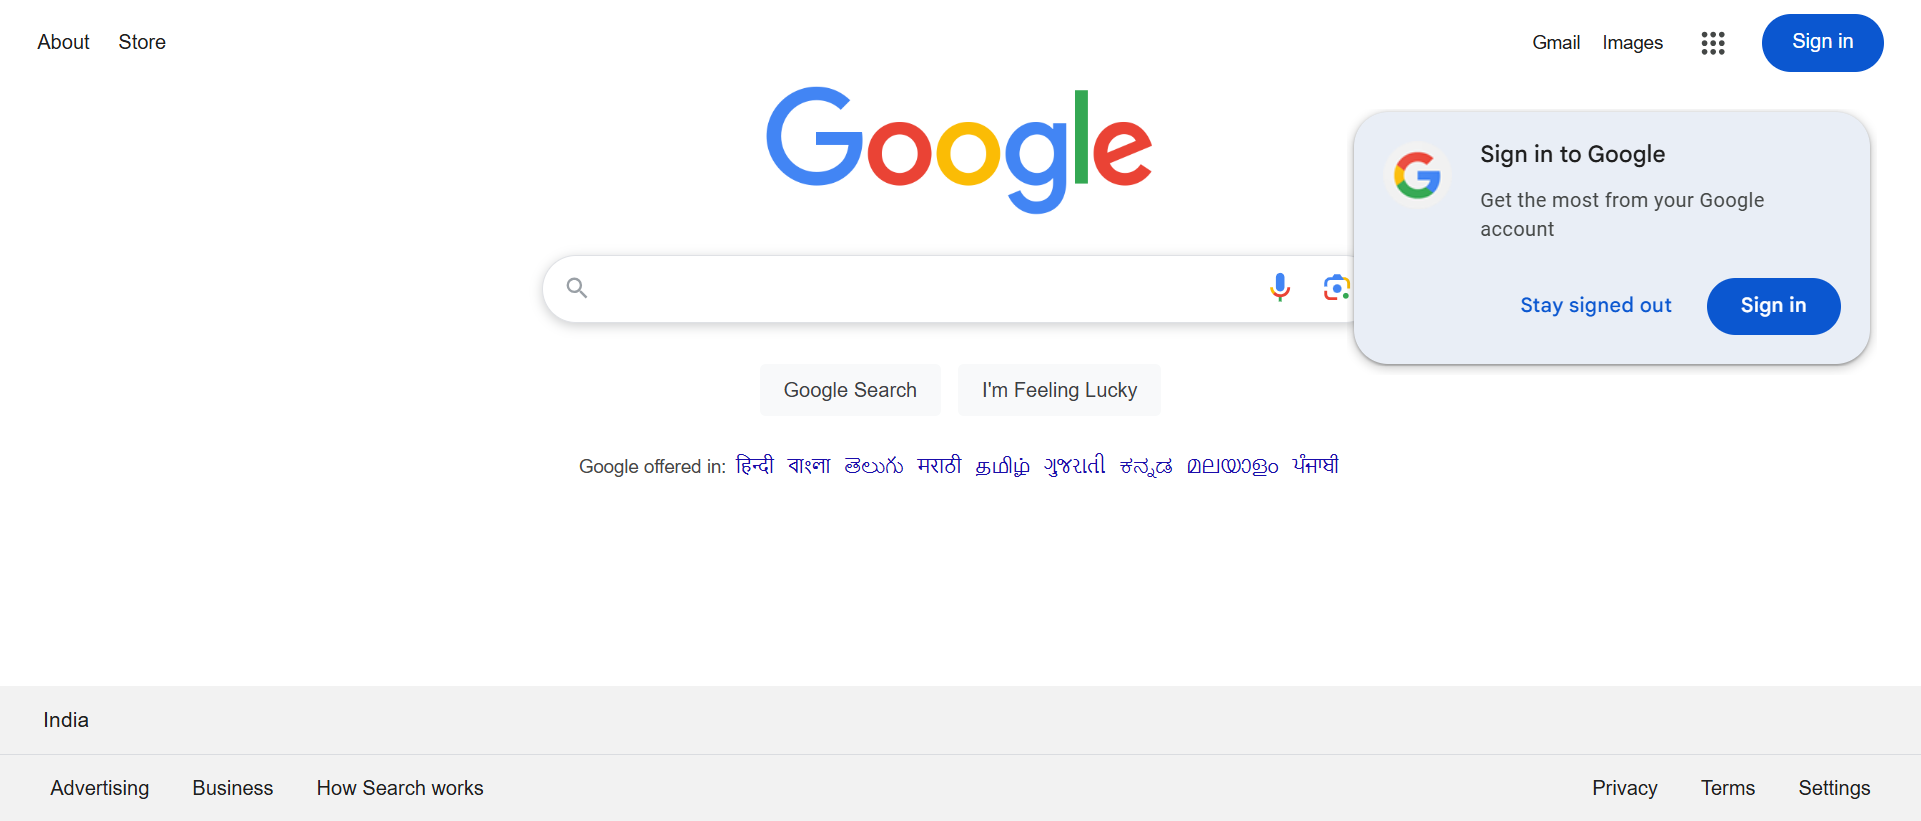 About Store Gmail Images Sign in
Google
Sign in to Google
Get the most from your Google
account
Stay signed out Sign in
Google Search I'm Feeling Lucky
Google offered in: हिन्दी বাংলা తెలుగు मराठी தமிழ் ગુજરાતી ಕನ್ನಡ മലയാളം ਪੰਜਾਬੀ
India
Advertising Business How Search works Privacy Terms Settings